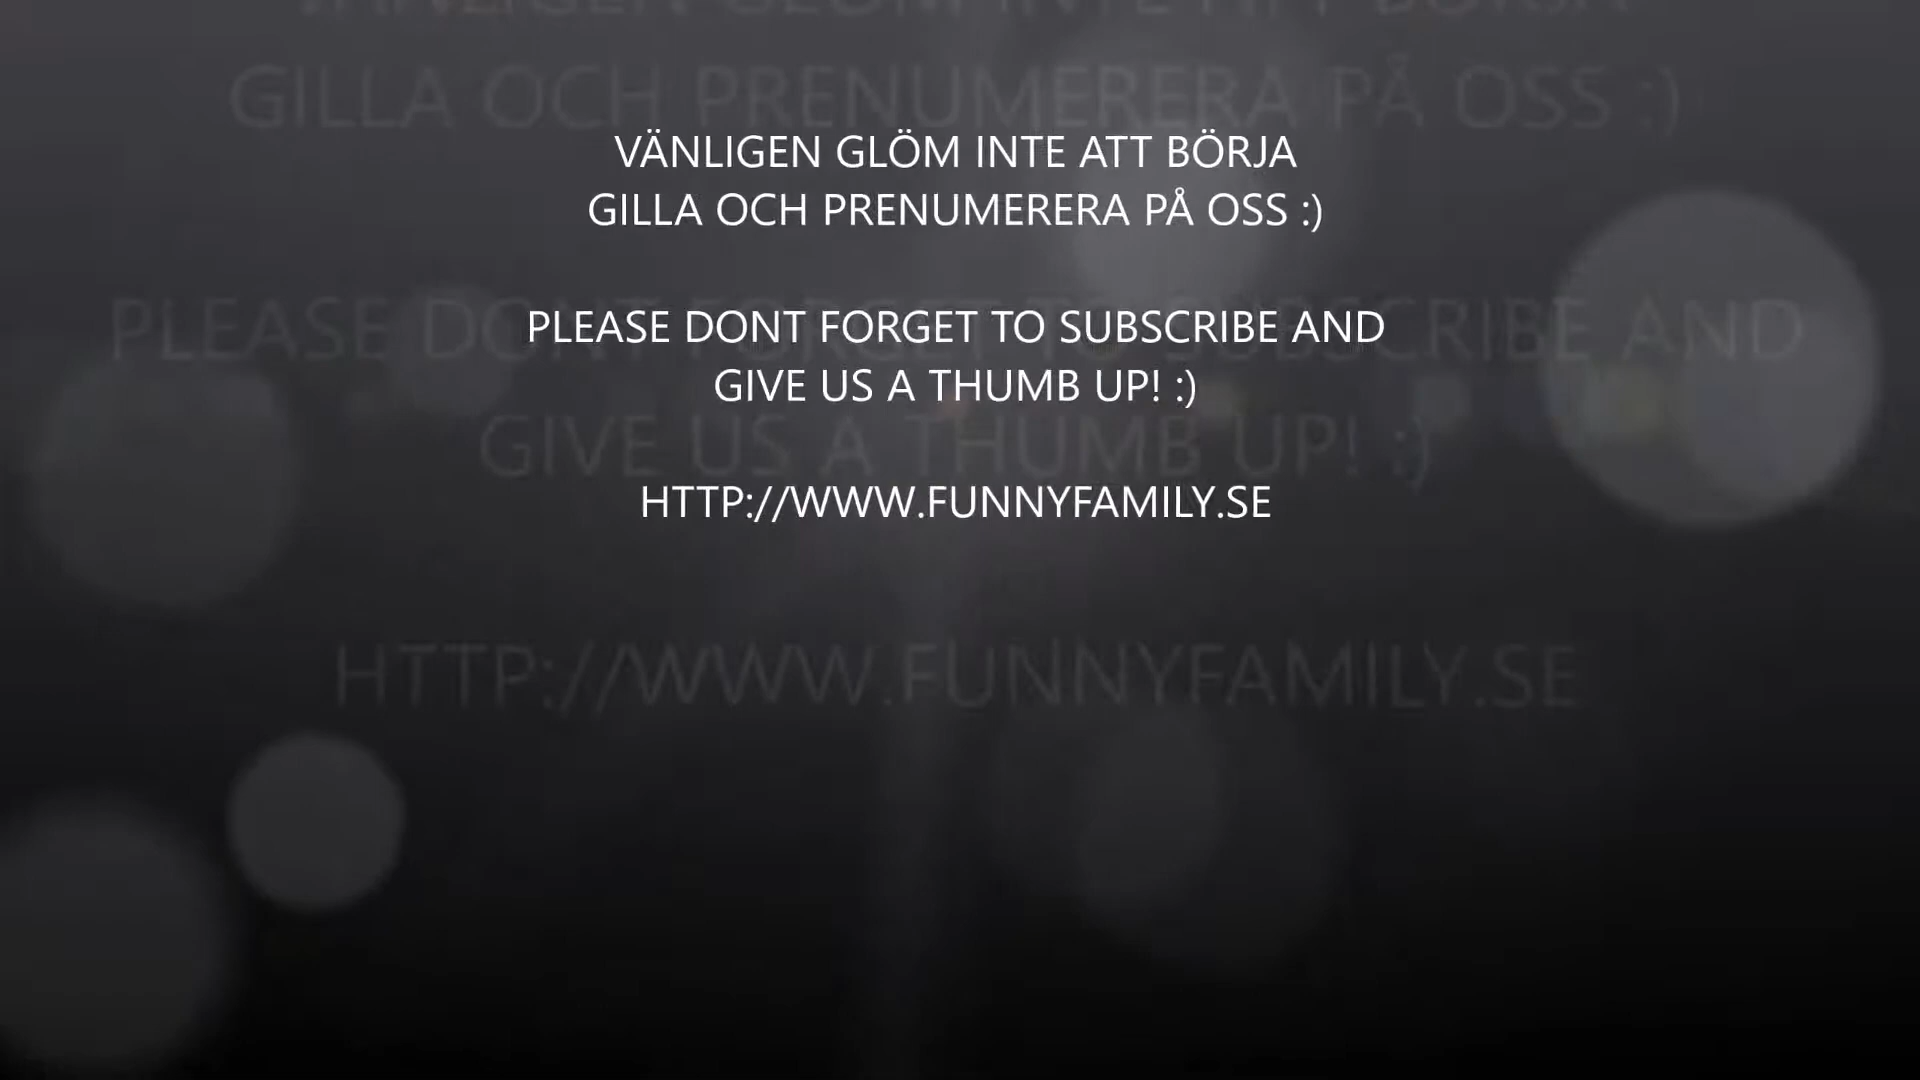 VÄNLIGEN GLÖM INTE ATT BÖRJA
GILLA OCH PRENUMERERA PÅ OSS :)
PLEASE DONT FORGET TO SUBSCRIBE AND
GIVE US A THUMB UP! :)
HTTP://WWW.FUNNYFAMILY.SE